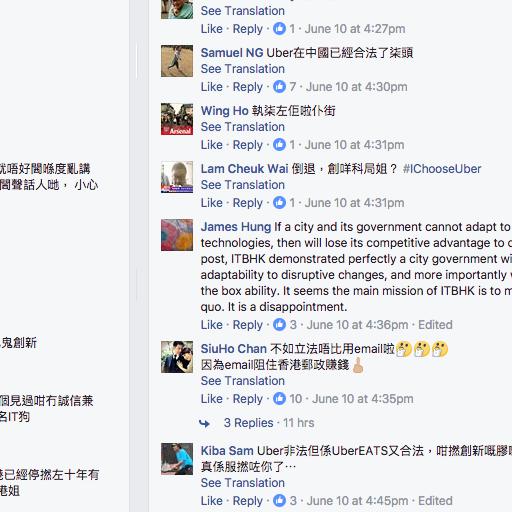 See Translation
Like · Reply · 1 · June 10 at 4:27pm
Samuel NG Uber在中國已經合法了柒頭
See Translation
Like · Reply · 7 · June 10 at 4:30pm
Wing Ho 執柒左佢啦仆街
See Translation
Like · Reply · 1 · June 10 at 4:31pm
Lam Cheuk Wai 倒退，創咩科局姐？ #IChooseUber
See Translation
Like · Reply · 1 · June 10 at 4:31pm
James Hung If a city and its government cannot adapt to
technologies, then will lose its competitive advantage to
post, ITBHK demonstrated perfectly a city government
adaptability to disruptive changes, and more importantly
the box ability. It seems the main mission of ITBHK is to
quo. It is a disappointment.
Like · Reply · 3 · June 10 at 4:36pm · Edited
SiuHo Chan 不如立法唔比用email啦🤔🤔🤔
因為email阻住香港郵政賺錢🖕🏼
See Translation
Like · Reply · 10 · June 10 at 4:35pm
3 Replies · 11 hrs
Kiba Sam Uber非法但係UberEATS又合法，咁撚創新嘅膠
真係服撚咗你了…
See Translation
Like · Reply · 3 · June 10 at 4:45pm · Edited
就唔好閪喺度亂講
閪聲話人哋， 小心
鬼創新
個見過咁冇誠信兼
名IT狗
已經停撚左十年有
港姐